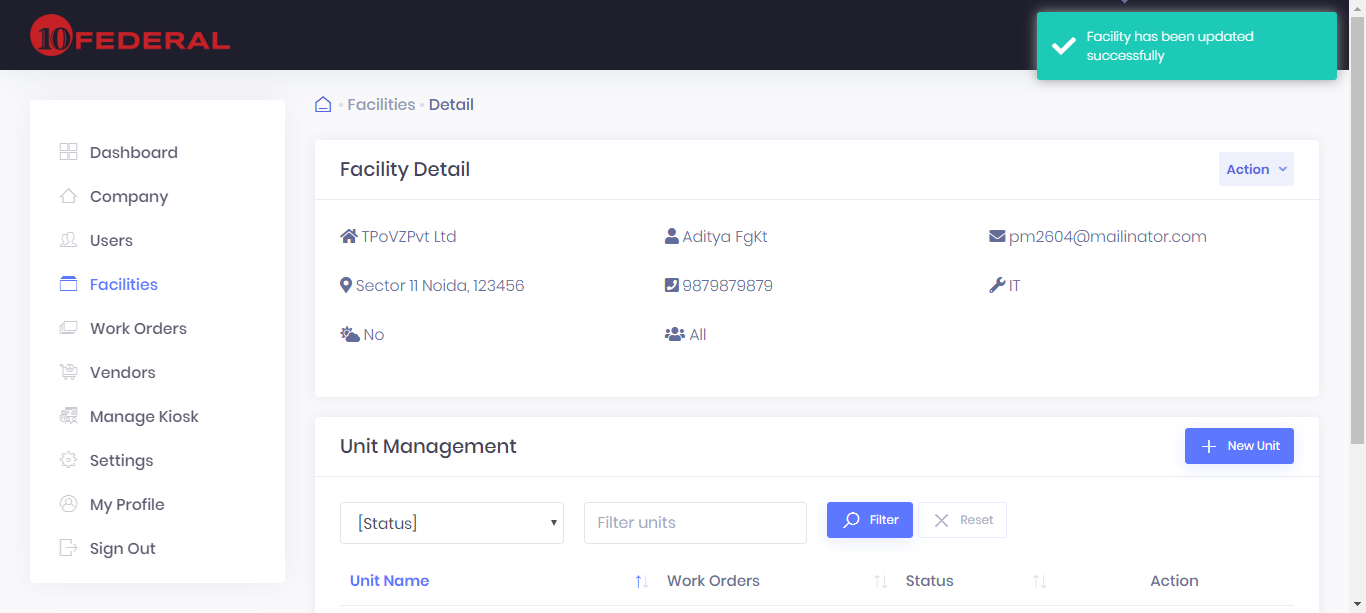 10 FEDERAL
Facility has been updated
successfully
Facilities • Detail
Dashboard
Company
Users
Facilities
Work Orders
Vendors
Manage Kiosk
Settings
My Profile
Sign Out
Facility Detail
Action
TPoVZPvt Ltd
Aditya FgKt
pm2604@mailinator.com
Sector 11 Noida, 123456
9879879879
IT
No
All
Unit Management
New Unit
[Status]
Filter units
Filter
Reset
Unit Name
Work Orders
Status
Action